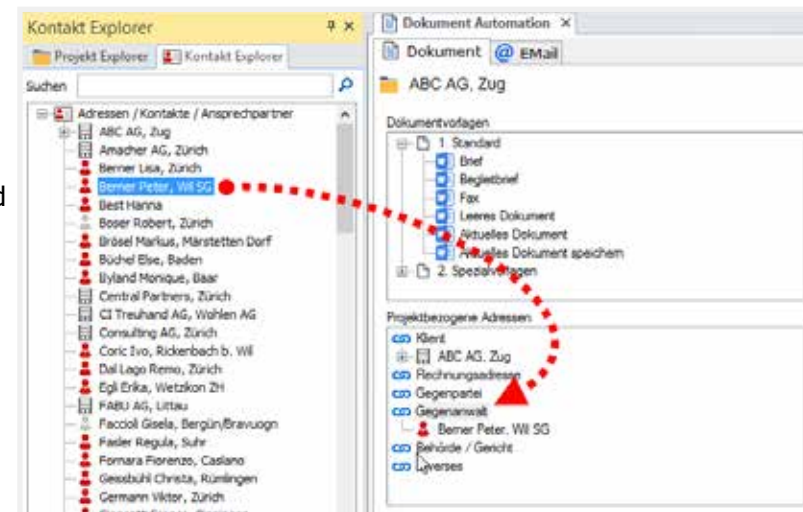 Kontakt Explorer
Projekt Explorer
Kontakt Explorer
Suchen
Adressen / Kontakte / Ansprechpartner
ABC AG, Zug
Amacher AG, Zürich
Berner Lisa, Zürich
Berner Peter, Wil SG
Best Hanna
Boser Robert, Zürich
Brösel Markus, Märstetten Dorf
Büchel Else, Baden
Byland Monique, Baar
Central Partners, Zürich
CI Treuhand AG, Wohlen AG
Consulting AG, Zürich
Coric Ivo, Rickenbach b. Wil
Dal Lago Remo, Zürich
Egli Erika, Wetzikon ZH
FABU AG, Littau
Faccioli Gisela, Bergün/Bravuogn
Fasler Regula, Suhr
Fornara Fiorenzo, Caslano
Gessbühl Christa, Rümlingen
Germann Viktor, Zürich
Dokument Automation
Dokument
EMail
ABC AG, Zug
Dokumentvorlagen
1 Standard
Brief
Begleitbrief
Fax
Leeres Dokument
Aktuelles Dokument
Aktuelles Dokument speichern
2. Spezialvorlagen
Projektbezogene Adressen
Klient
ABC AG, Zug
Rechnungsadresse
Gegenpartei
Gegenanwalt
Berner Peter, Wil SG
Behörde / Gericht
Diverses